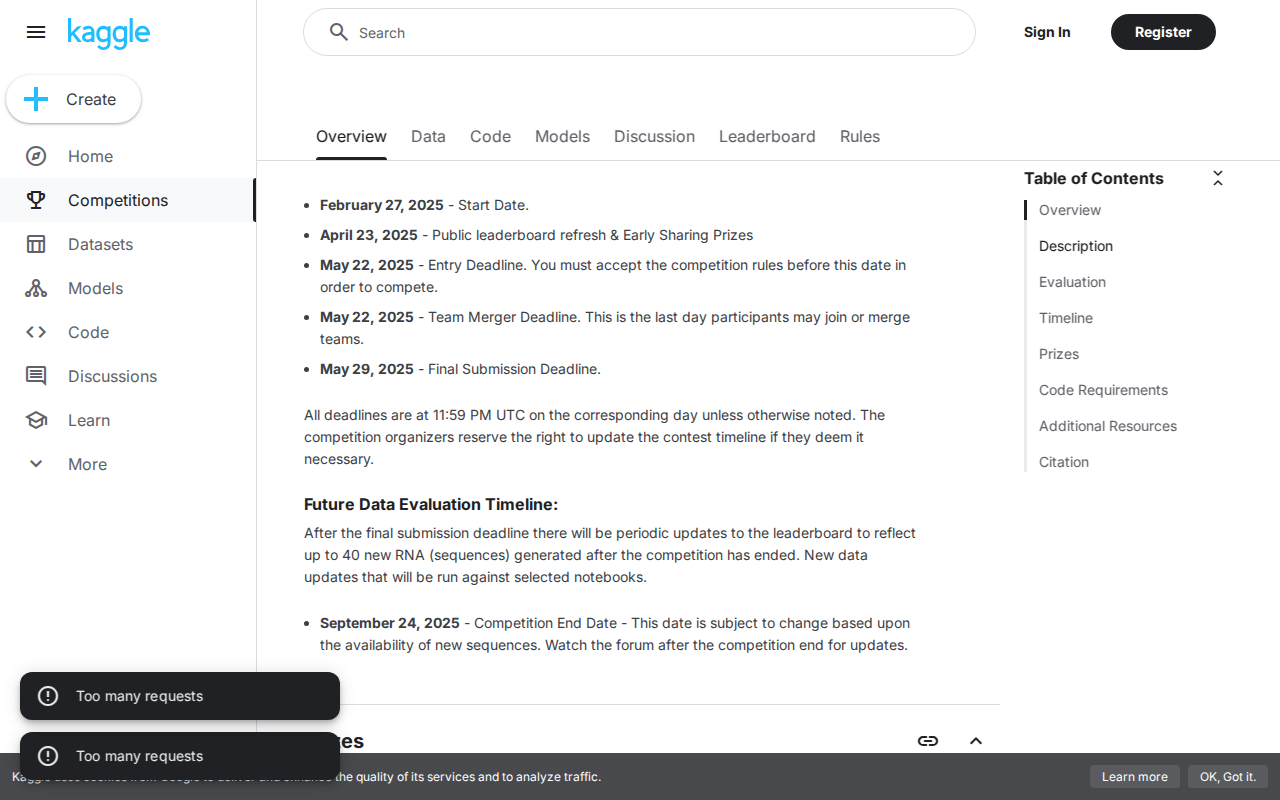 kaggle
Search
Sign In
Register
Create
Home
Competitions
Datasets
Models
Code
Discussions
Learn
More
Overview
Data
Code
Models
Discussion
Leaderboard
Rules
February 27, 2025 - Start Date.
April 23, 2025 - Public leaderboard refresh & Early Sharing Prizes
May 22, 2025 - Entry Deadline. You must accept the competition rules before this date in
order to compete.
May 22, 2025 - Team Merger Deadline. This is the last day participants may join or merge
teams.
May 29, 2025 - Final Submission Deadline.
All deadlines are at 11:59 PM UTC on the corresponding day unless otherwise noted. The
competition organizers reserve the right to update the contest timeline if they deem it
necessary.
Future Data Evaluation Timeline:
After the final submission deadline there will be periodic updates to the leaderboard to reflect
up to 40 new RNA (sequences) generated after the competition has ended. New data
updates that will be run against selected notebooks.
September 24, 2025 - Competition End Date - This date is subject to change based upon
the availability of new sequences. Watch the forum after the competition end for updates.
Table of Contents
Overview
Description
Evaluation
Timeline
Prizes
Code Requirements
Additional Resources
Citation
Too many requests
Too many requests
the quality of its services and to analyze traffic.
Learn more
OK, Got it.